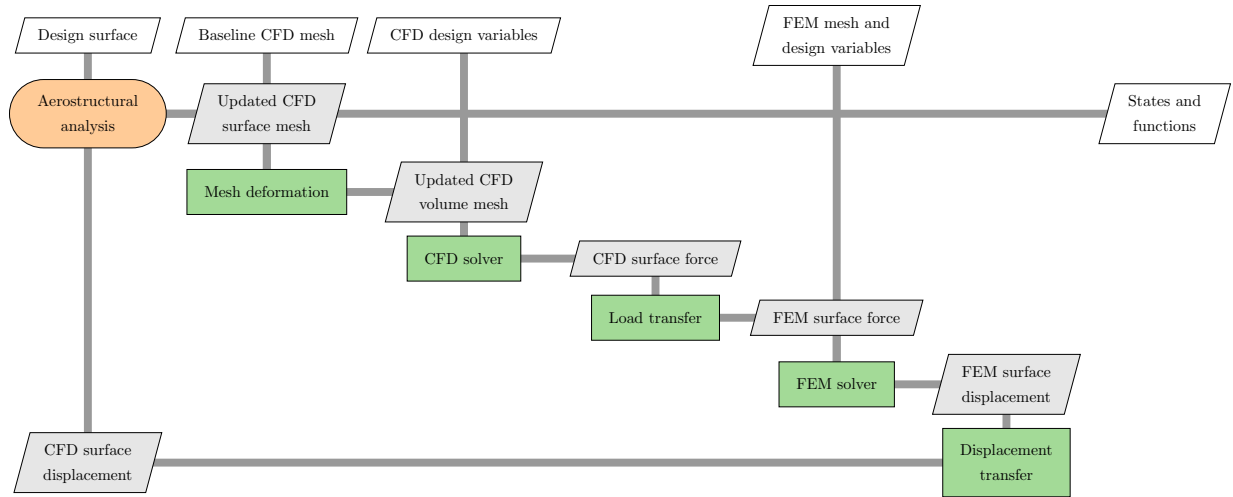 Design surface
Baseline CFD mesh
CFD design variables
FEM mesh and
design variables
Aerostructural
analysis
Updated CFD
surface mesh
States and
functions
Mesh deformation
Updated CFD
volume mesh
CFD solver
CFD surface force
Load transfer
FEM surface force
FEM solver
FEM surface
displacement
CFD surface
displacement
Displacement
transfer